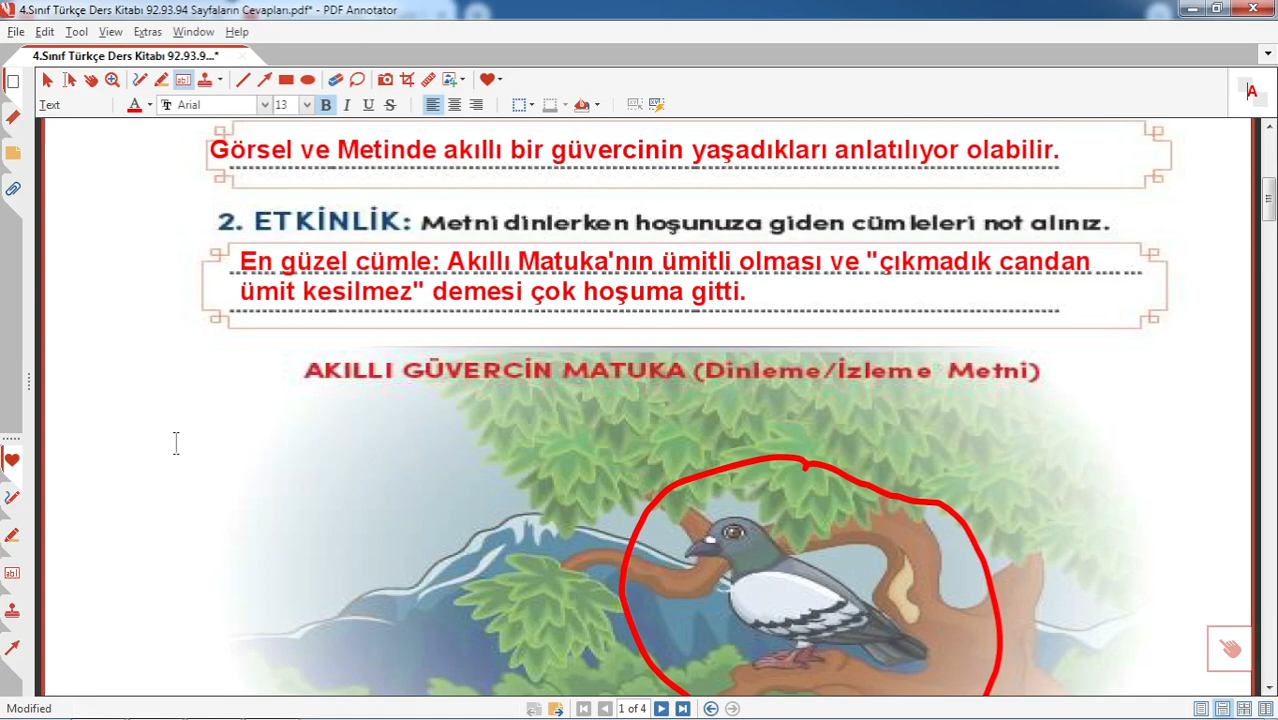 4.Sınıf Türkçe Ders Kitabı 92.93.94 Sayfaların Cevapları.pdf* - PDF Annotator
File Edit Tool View Extras Window Help
4.Sınıf Türkçe Ders Kitabı 92.93.9...*
Text A Arial 13 B I U S
A
Görsel ve Metinde akıllı bir güvercinin yaşadıkları anlatılıyor olabilir.
2. ETKİNLİK: Metni dinlerken hoşunuza giden cümleleri not alınız.
En güzel cümle: Akıllı Matuka'nın ümitli olması ve "çıkmadık candan
ümit kesilmez" demesi çok hoşuma gitti.
AKILLI GÜVERCİN MATUKA (Dinleme/İzleme Metni)
Modified 1 of 4